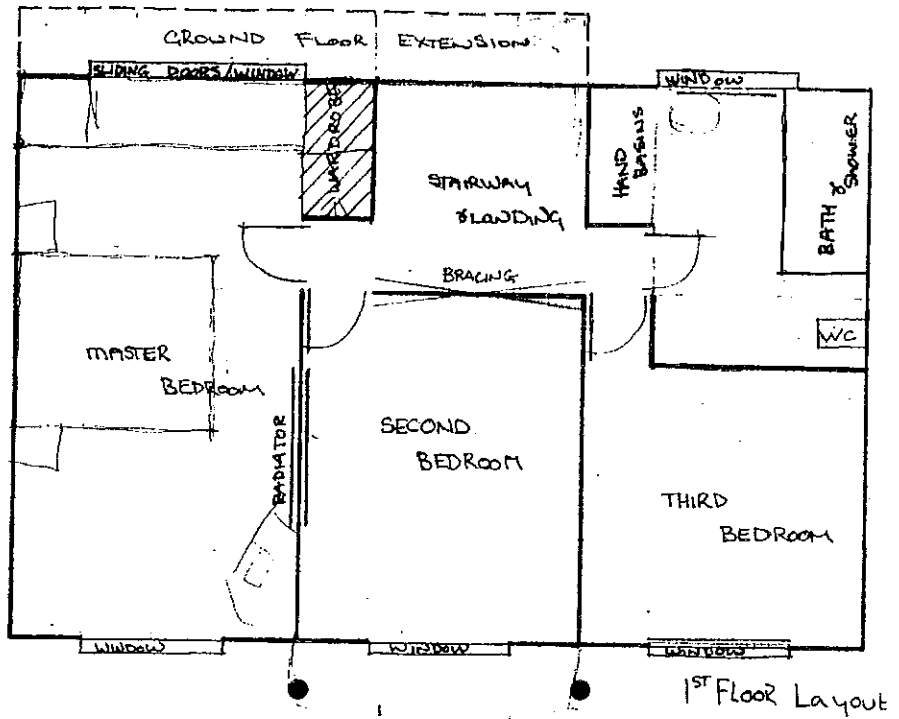 GROUND FLOOR EXTENSION
SLIDING DOORS/WINDOW
WINDOW
WARDROBE
HAND
BASINS
BATH &
SHOWER
STAIRWAY
& LANDING
BRACING
WC
MASTER
BEDROOM
RADIATOR
SECOND
BEDROOM
THIRD
BEDROOM
WINDOW
WINDOW
WINDOW
1ST FLOOR LAYOUT